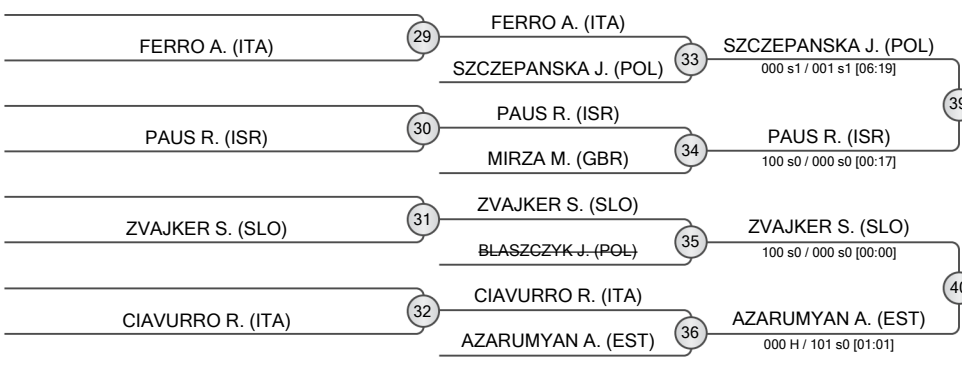 FERRO A. (ITA)
29
FERRO A. (ITA)
SZCZEPANSKA J. (POL)
33
SZCZEPANSKA J. (POL)
000 s1 / 001 s1 [06:19]
39
PAUS R. (ISR)
30
PAUS R. (ISR)
MIRZA M. (GBR)
34
PAUS R. (ISR)
100 s0 / 000 s0 [00:17]
ZVAJKER S. (SLO)
31
ZVAJKER S. (SLO)
BLASZCZYK J. (POL)
35
ZVAJKER S. (SLO)
100 s0 / 000 s0 [00:00]
40
CIAVURRO R. (ITA)
32
CIAVURRO R. (ITA)
AZARUMYAN A. (EST)
36
AZARUMYAN A. (EST)
000 H / 101 s0 [01:01]